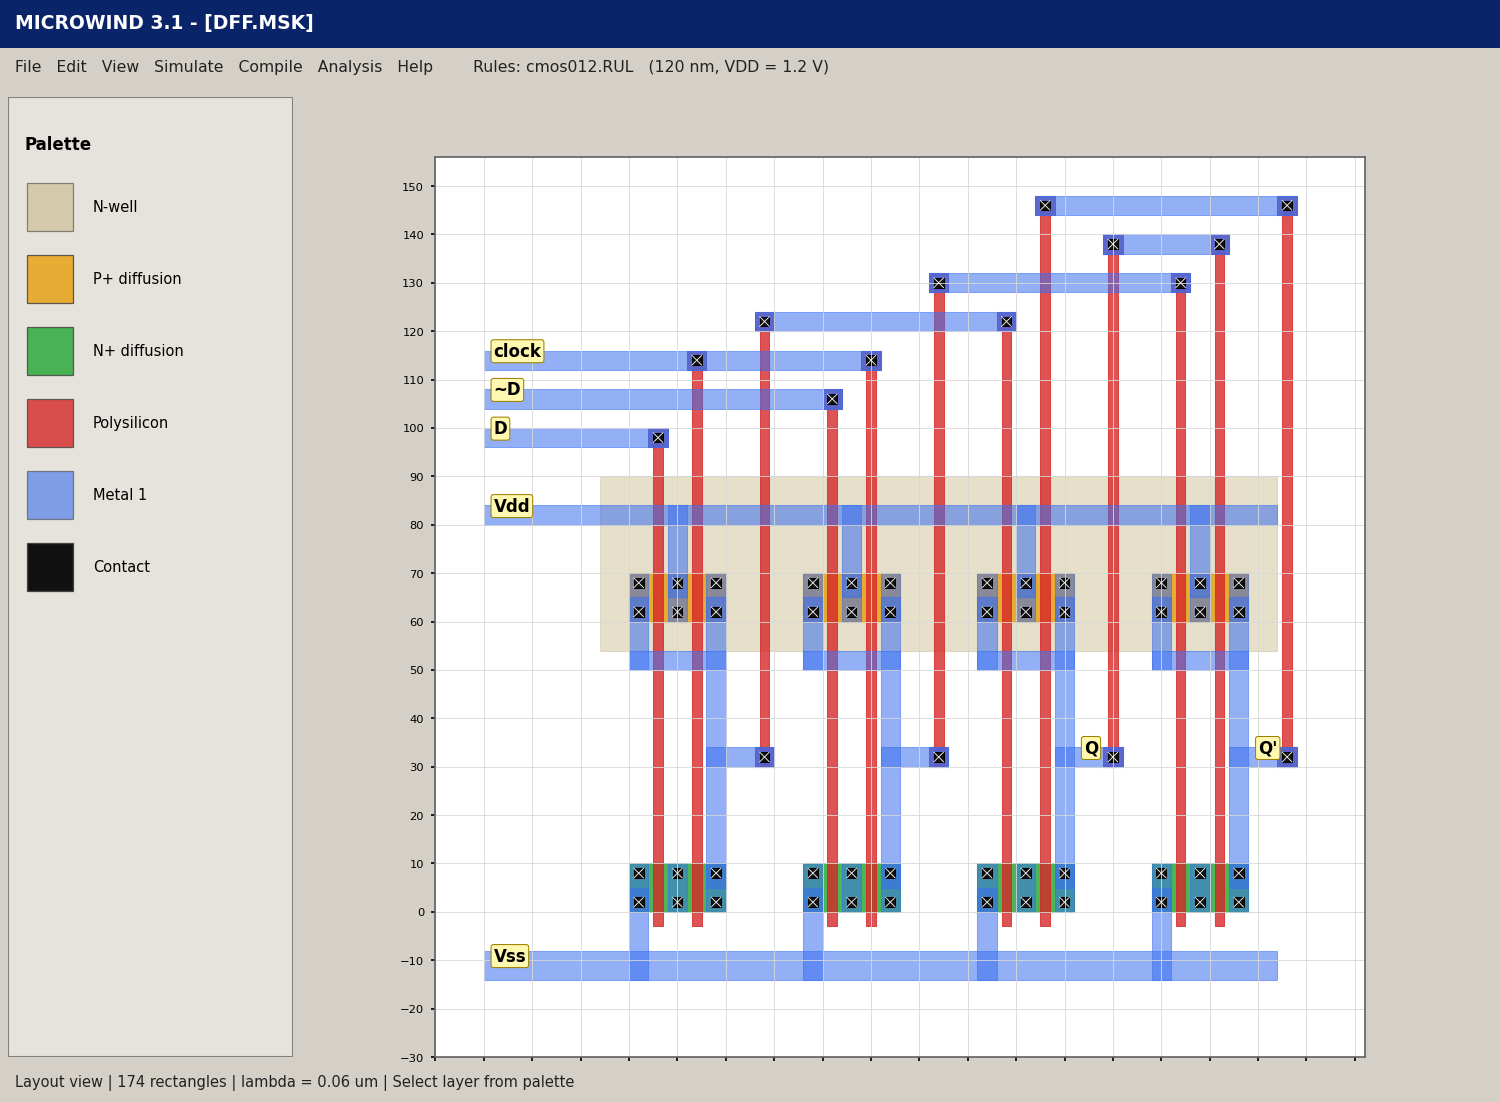 MICROWIND 3.1 - [DFF.MSK]
File Edit View Simulate Compile Analysis Help Rules: cmos012.RUL (120 nm, VDD = 1.2 V)
Palette
N-well
P+ diffusion
N+ diffusion
Polysilicon
Metal 1
Contact
150
140
130
120
110
100
90
80
70
60
50
40
30
20
10
0
−10
−20
−30
clock
~D
D
Vdd
Q
Q'
Vss
Layout view | 174 rectangles | lambda = 0.06 um | Select layer from palette